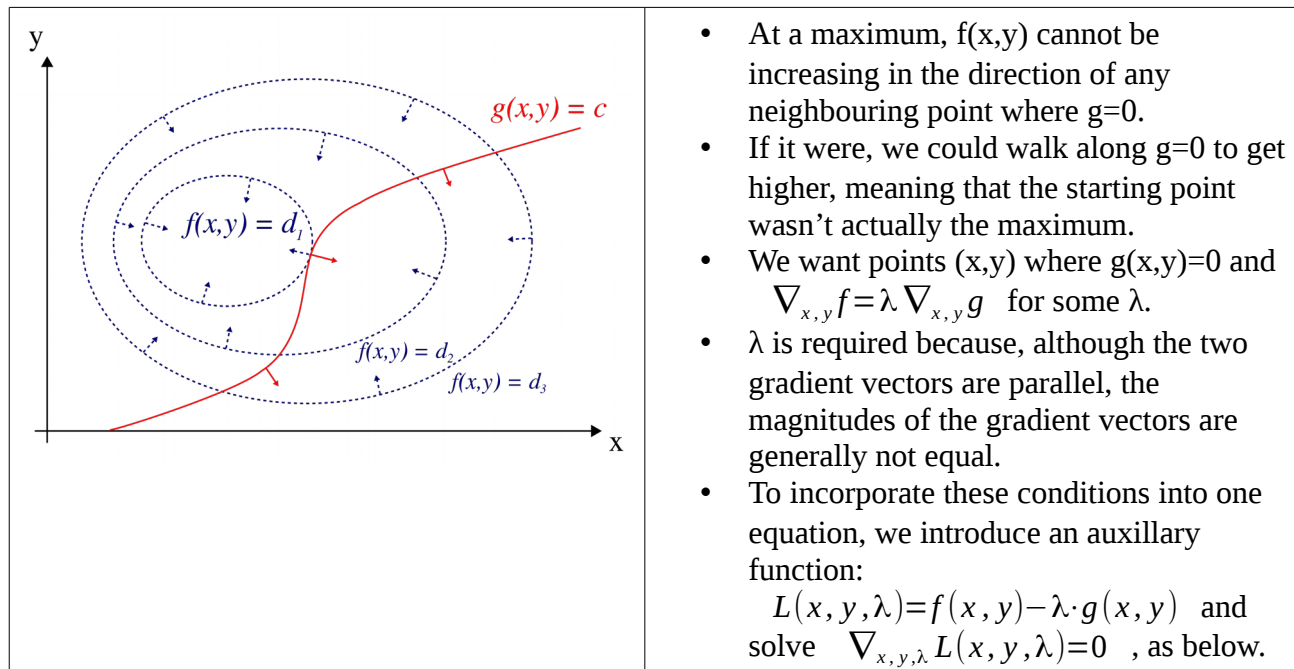 y
g(x,y) = c
f(x,y) = d₁
f(x,y) = d₂
f(x,y) = d₃
x
• At a maximum, f(x,y) cannot be
increasing in the direction of any
neighbouring point where g=0.
• If it were, we could walk along g=0 to get
higher, meaning that the starting point
wasn't actually the maximum.
• We want points (x,y) where g(x,y)=0 and
∇ₓ,ᵧ f=λ ∇ₓ,ᵧ g for some λ.
• λ is required because, although the two
gradient vectors are parallel, the
magnitudes of the gradient vectors are
generally not equal.
• To incorporate these conditions into one
equation, we introduce an auxillary
function:
L(x, y, λ)=f(x, y)−λ·g(x, y) and
solve ∇ₓ,ᵧ,λ L(x, y, λ)=0 , as below.